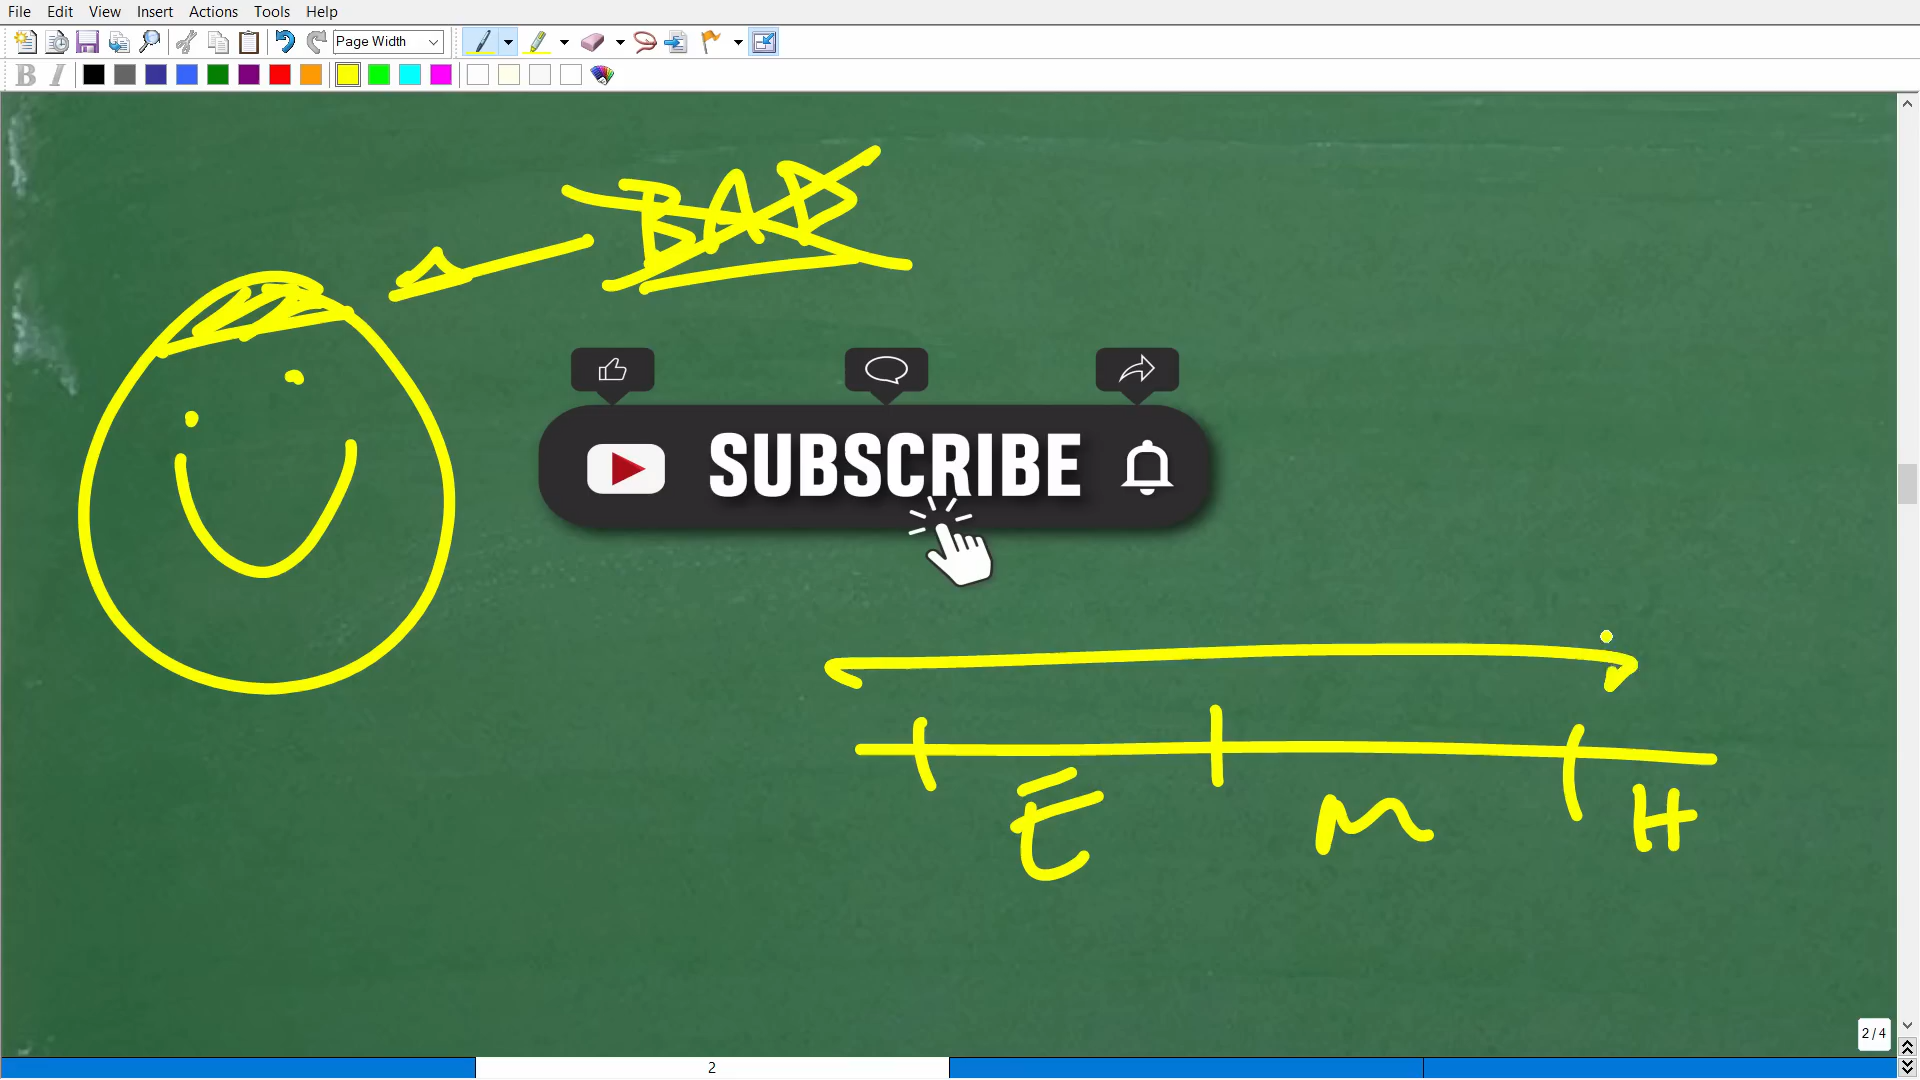 File Edit View Insert Actions Tools Help
Page Width
B I
BAD
SUBSCRIBE
E M H
2 / 4
2